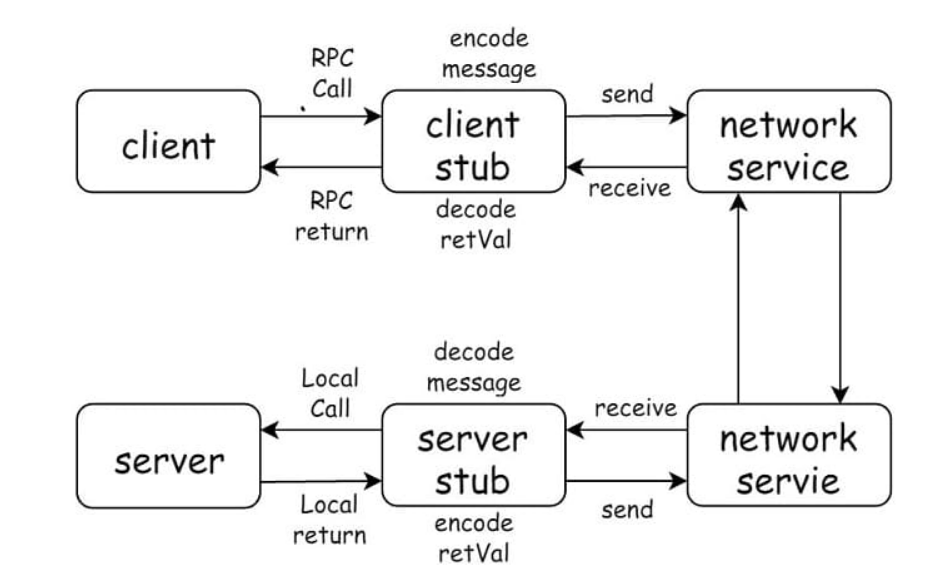 encode
message
RPC
Call
send
client
client
stub
network
service
receive
RPC
return
decode
retVal
decode
message
Local
Call
receive
server
server
stub
network
servie
Local
return
send
encode
retVal